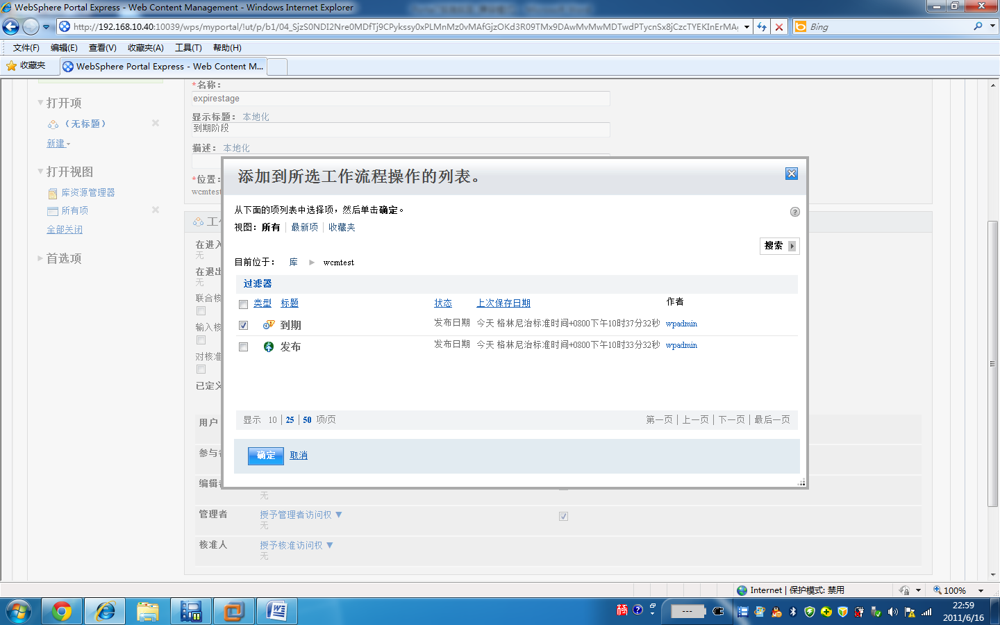 WebSphere Portal Express - Web Content Management - Windows Internet Explorer
文件(F) 编辑(E) 查看(V) 收藏夹(A) 工具(T) 帮助(H)
Bing
收藏夹
WebSphere Portal Express - Web Content M...
*名称：
expirestage
打开项
显示标题： 本地化
（无标题）
到期阶段
新建
描述： 本地化
打开视图
添加到所选工作流程操作的列表。
*位置：
库资源管理器
wcmtest
所有项
从下面的项列表中选择项，然后单击确定。
视图：所有 | 最新项 | 收藏夹
全部关闭
在进入
无
搜索
首选项
目前位于： 库 ▶ wcmtest
在退出
无
过滤器
联合核
类型 标题 状态 上次保存日期 作者
输入核
到期 发布日期 今天 格林尼治标准时间+0800下午10时37分32秒 wpadmin
发布 发布日期 今天 格林尼治标准时间+0800下午10时33分32秒 wpadmin
对核准
已定义
用户
显示 10 | 25 | 50 项/页
第一页 | 上一页 | 下一页 | 最后一页
参与者
确定 取消
编辑者
无
管理者 授予管理者访问权 ▼
无
核准人 授予核准访问权 ▼
无
Internet | 保护模式: 禁用
100%
22:59
2011/6/16